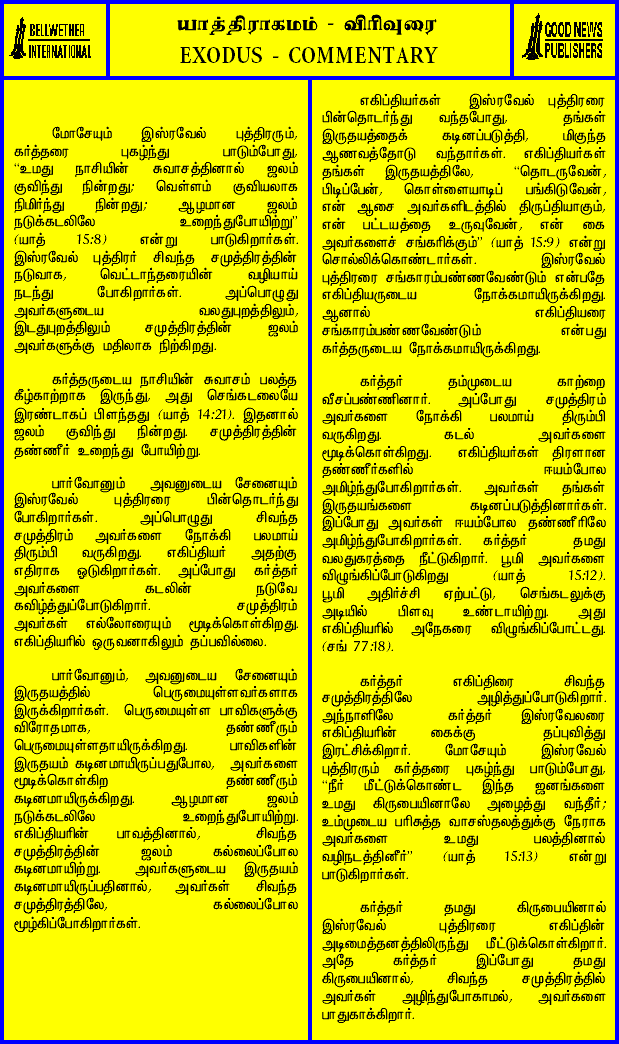 BELLWETHER
INTERNATIONAL
யாத்திராகமம் - விரிவுரை
EXODUS - COMMENTARY
GOOD NEWS
PUBLISHERS
மோசேயும் இஸ்ரவேல் புத்திரரும்,
கர்த்தரை புகழ்ந்து பாடும்போது,
“உமது நாசியின் சுவாசத்தினால் ஜலம்
குவிந்து நின்றது; வெள்ளம் குவியலாக
நிமிர்ந்து நின்றது; ஆழமான ஜலம்
நடுக்கடலிலே உறைந்துபோயிற்று”
(யாத் 15:8) என்று பாடுகிறார்கள்.
இஸ்ரவேல் புத்திரர் சிவந்த சமுத்திரத்தின்
நடுவாக, வெட்டாந்தரையின் வழியாய்
நடந்து போகிறார்கள். அப்பொழுது
அவர்களுடைய வலதுபுறத்திலும்,
இடதுபுறத்திலும் சமுத்திரத்தின் ஜலம்
அவர்களுக்கு மதிலாக நிற்கிறது.
கர்த்தருடைய நாசியின் சுவாசம் பலத்த
கீழ்காற்றாக இருந்து, அது செங்கடலையே
இரண்டாகப் பிளந்தது (யாத் 14:21). இதனால்
ஜலம் குவிந்து நின்றது. சமுத்திரத்தின்
தண்ணீர் உறைந்து போயிற்று.
பார்வோனும் அவனுடைய சேனையும்
இஸ்ரவேல் புத்திரரை பின்தொடர்ந்து
போகிறார்கள். அப்பொழுது சிவந்த
சமுத்திரம் அவர்களை நோக்கி பலமாய்
திரும்பி வருகிறது. எகிப்தியர் அதற்கு
எதிராக ஓடுகிறார்கள். அப்போது கர்த்தர்
அவர்களை கடலின் நடுவே
கவிழ்த்துப்போடுகிறார். சமுத்திரம்
அவர்கள் எல்லோரையும் மூடிக்கொள்கிறது.
எகிப்தியரில் ஒருவனாகிலும் தப்பவில்லை.
பார்வோனும், அவனுடைய சேனையும்
இருதயத்தில் பெருமையுள்ளவர்களாக
இருக்கிறார்கள். பெருமையுள்ள பாவிகளுக்கு
விரோதமாக, தண்ணீரும்
பெருமையுள்ளதாயிருக்கிறது. பாவிகளின்
இருதயம் கடினமாயிருப்பதுபோல, அவர்களை
மூடிக்கொள்கிற தண்ணீரும்
கடினமாயிருக்கிறது. ஆழமான ஜலம்
நடுக்கடலிலே உறைந்துபோயிற்று.
எகிப்தியரின் பாவத்தினால், சிவந்த
சமுத்திரத்தின் ஜலம் கல்லைப்போல
கடினமாயிற்று. அவர்களுடைய இருதயம்
கடினமாயிருப்பதினால், அவர்கள் சிவந்த
சமுத்திரத்திலே, கல்லைப்போல
மூழ்கிப்போகிறார்கள்.
எகிப்தியர்கள் இஸ்ரவேல் புத்திரரை
பின்தொடர்ந்து வந்தபோது, தங்கள்
இருதயத்தைக் கடினப்படுத்தி, மிகுந்த
ஆணவத்தோடு வந்தார்கள். எகிப்தியர்கள்
தங்கள் இருதயத்திலே, “தொடருவேன்,
பிடிப்பேன், கொள்ளையாடிப் பங்கிடுவேன்,
என் ஆசை அவர்களிடத்தில் திருப்தியாகும்,
என் பட்டயத்தை உருவுவேன், என் கை
அவர்களைச் சங்கரிக்கும்” (யாத் 15:9) என்று
சொல்லிக்கொண்டார்கள். இஸ்ரவேல்
புத்திரரை சங்காரம்பண்ணவேண்டும் என்பதே
எகிப்தியருடைய நோக்கமாயிருக்கிறது.
ஆனால் எகிப்தியரை
சங்காரம்பண்ணவேண்டும் என்பது
கர்த்தருடைய நோக்கமாயிருக்கிறது.
கர்த்தர் தம்முடைய காற்றை
வீசப்பண்ணினார். அப்போது சமுத்திரம்
அவர்களை நோக்கி பலமாய் திரும்பி
வருகிறது. கடல் அவர்களை
மூடிக்கொள்கிறது. எகிப்தியர்கள் திரளான
தண்ணீர்களில் ஈயம்போல
அமிழ்ந்துபோகிறார்கள். அவர்கள் தங்கள்
இருதயங்களை கடினப்படுத்தினார்கள்.
இப்போது அவர்கள் ஈயம்போல தண்ணீரிலே
அமிழ்ந்துபோகிறார்கள். கர்த்தர் தமது
வலதுகரத்தை நீட்டுகிறார். பூமி அவர்களை
விழுங்கிப்போடுகிறது (யாத் 15:12).
பூமி அதிர்ச்சி ஏற்பட்டு, செங்கடலுக்கு
அடியில் பிளவு உண்டாயிற்று. அது
எகிப்தியரில் அநேகரை விழுங்கிப்போட்டது.
(சங் 77:18).
கர்த்தர் எகிப்திரை சிவந்த
சமுத்திரத்திலே அழித்துப்போடுகிறார்.
அந்நாளிலே கர்த்தர் இஸ்ரவேலரை
எகிப்தியரின் கைக்கு தப்புவித்து
இரட்சிக்கிறார். மோசேயும் இஸ்ரவேல்
புத்திரரும் கர்த்தரை புகழ்ந்து பாடும்போது,
“நீர் மீட்டுக்கொண்ட இந்த ஜனங்களை
உமது கிருபையினாலே அழைத்து வந்தீர்;
உம்முடைய பரிசுத்த வாசஸ்தலத்துக்கு நேராக
அவர்களை உமது பலத்தினால்
வழிநடத்தினீர்” (யாத் 15:13) என்று
பாடுகிறார்கள்.
கர்த்தர் தமது கிருபையினால்
இஸ்ரவேல் புத்திரரை எகிப்தின்
அடிமைத்தனத்திலிருந்து மீட்டுக்கொள்கிறார்.
அதே கர்த்தர் இப்போது தமது
கிருபையினால், சிவந்த சமுத்திரத்தில்
அவர்கள் அழிந்துபோகாமல், அவர்களை
பாதுகாக்கிறார்.